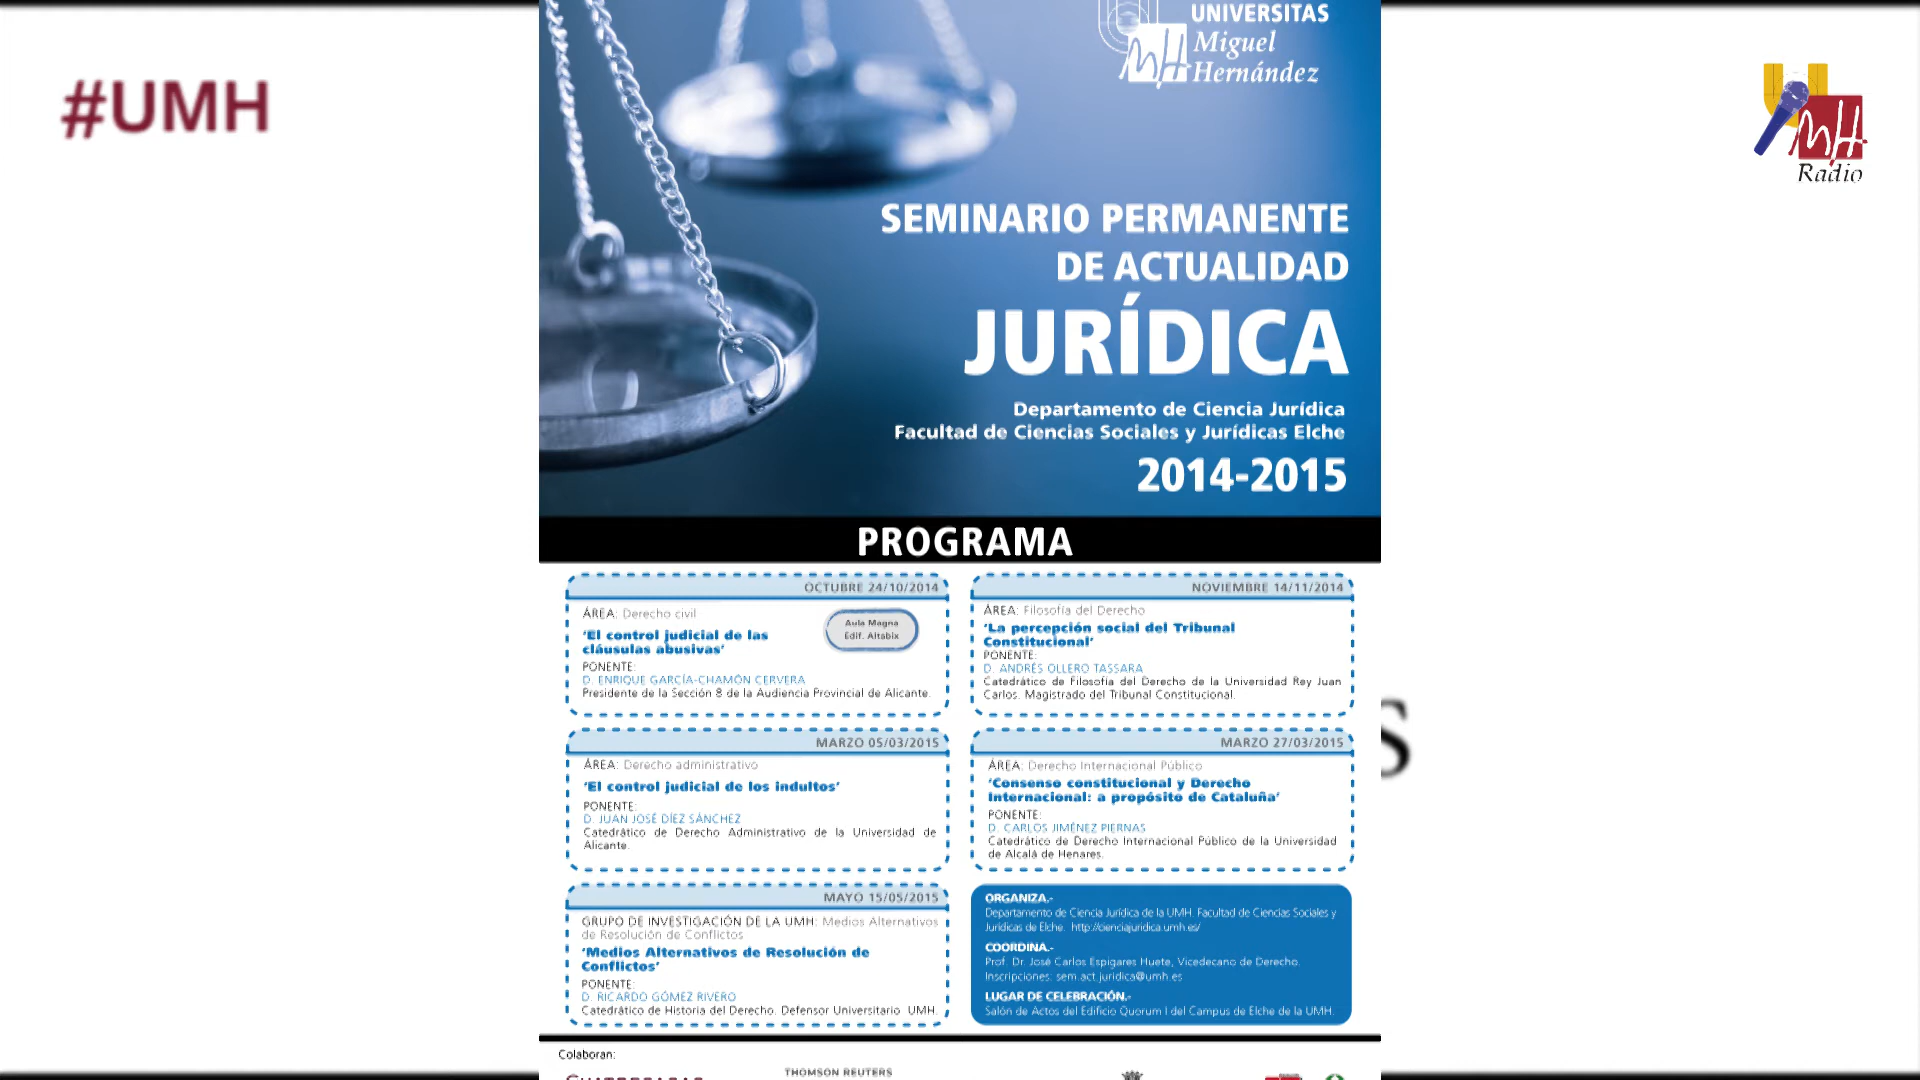 #UMH
UNIVERSITAS
Miguel
Hernández
Radio
SEMINARIO PERMANENTE
DE ACTUALIDAD
JURÍDICA
Departamento de Ciencia Jurídica
Facultad de Ciencias Sociales y Jurídicas Elche
2014-2015
PROGRAMA
OCTUBRE 24/10/2014
ÁREA: Derecho civil
Aula Magna
Edif. Altabix
'El control judicial de las
cláusulas abusivas'
PONENTE:
D. ENRIQUE GARCÍA-CHAMÓN CERVERA
Presidente de la Sección 8 de la Audiencia Provincial de Alicante.
NOVIEMBRE 14/11/2014
ÁREA: Filosofía del Derecho
'La percepción social del Tribunal
Constitucional'
PONENTE:
D. ANDRÉS OLLERO TASSARA
Catedrático de Filosofía del Derecho de la Universidad Rey Juan
Carlos. Magistrado del Tribunal Constitucional.
MARZO 05/03/2015
ÁREA: Derecho administrativo
'El control judicial de los indultos'
PONENTE:
D. JUAN JOSÉ DÍEZ SÁNCHEZ
Catedrático de Derecho Administrativo de la Universidad de
Alicante.
MARZO 27/03/2015
ÁREA: Derecho Internacional Público
'Consenso constitucional y Derecho
Internacional: a propósito de Cataluña'
PONENTE:
D. CARLOS JIMÉNEZ PIERNAS
Catedrático de Derecho Internacional Público de la Universidad
de Alcalá de Henares.
MAYO 15/05/2015
GRUPO DE INVESTIGACIÓN DE LA UMH: Medios Alternativos
de Resolución de Conflictos
'Medios Alternativos de Resolución de
Conflictos'
PONENTE:
D. RICARDO GÓMEZ RIVERO
Catedrático de Historia del Derecho. Defensor Universitario UMH.
ORGANIZA.-
Departamento de Ciencia Jurídica de la UMH. Facultad de Ciencias Sociales y
Jurídicas de Elche. http://cienciajuridica.umh.es/
COORDINA.-
Prof. Dr. José Carlos Espigares Huete, Vicedecano de Derecho.
Inscripciones: sem.act.juridica@umh.es
LUGAR DE CELEBRACIÓN.-
Salón de Actos del Edificio Quorum I del Campus de Elche de la UMH.
Colaboran:
THOMSON REUTERS